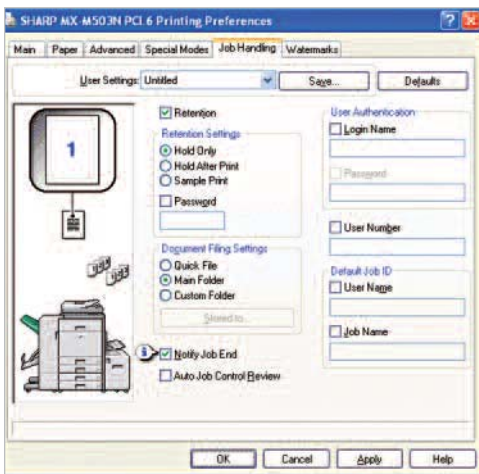 SHARP MX-M503N PCL6 Printing Preferences
Main Paper Advanced Special Modes Job Handling Watermarks
User Settings: Untitled Save... Defaults
1
Retention
Retention Settings
Hold Only
Hold After Print
Sample Print
Password
Document Filing Settings
Quick File
Main Folder
Custom Folder
Stored to...
Notify Job End
Auto Job Control Review
User Authentication
Login Name
Password
User Number
Default Job ID
User Name
Job Name
OK Cancel Apply Help